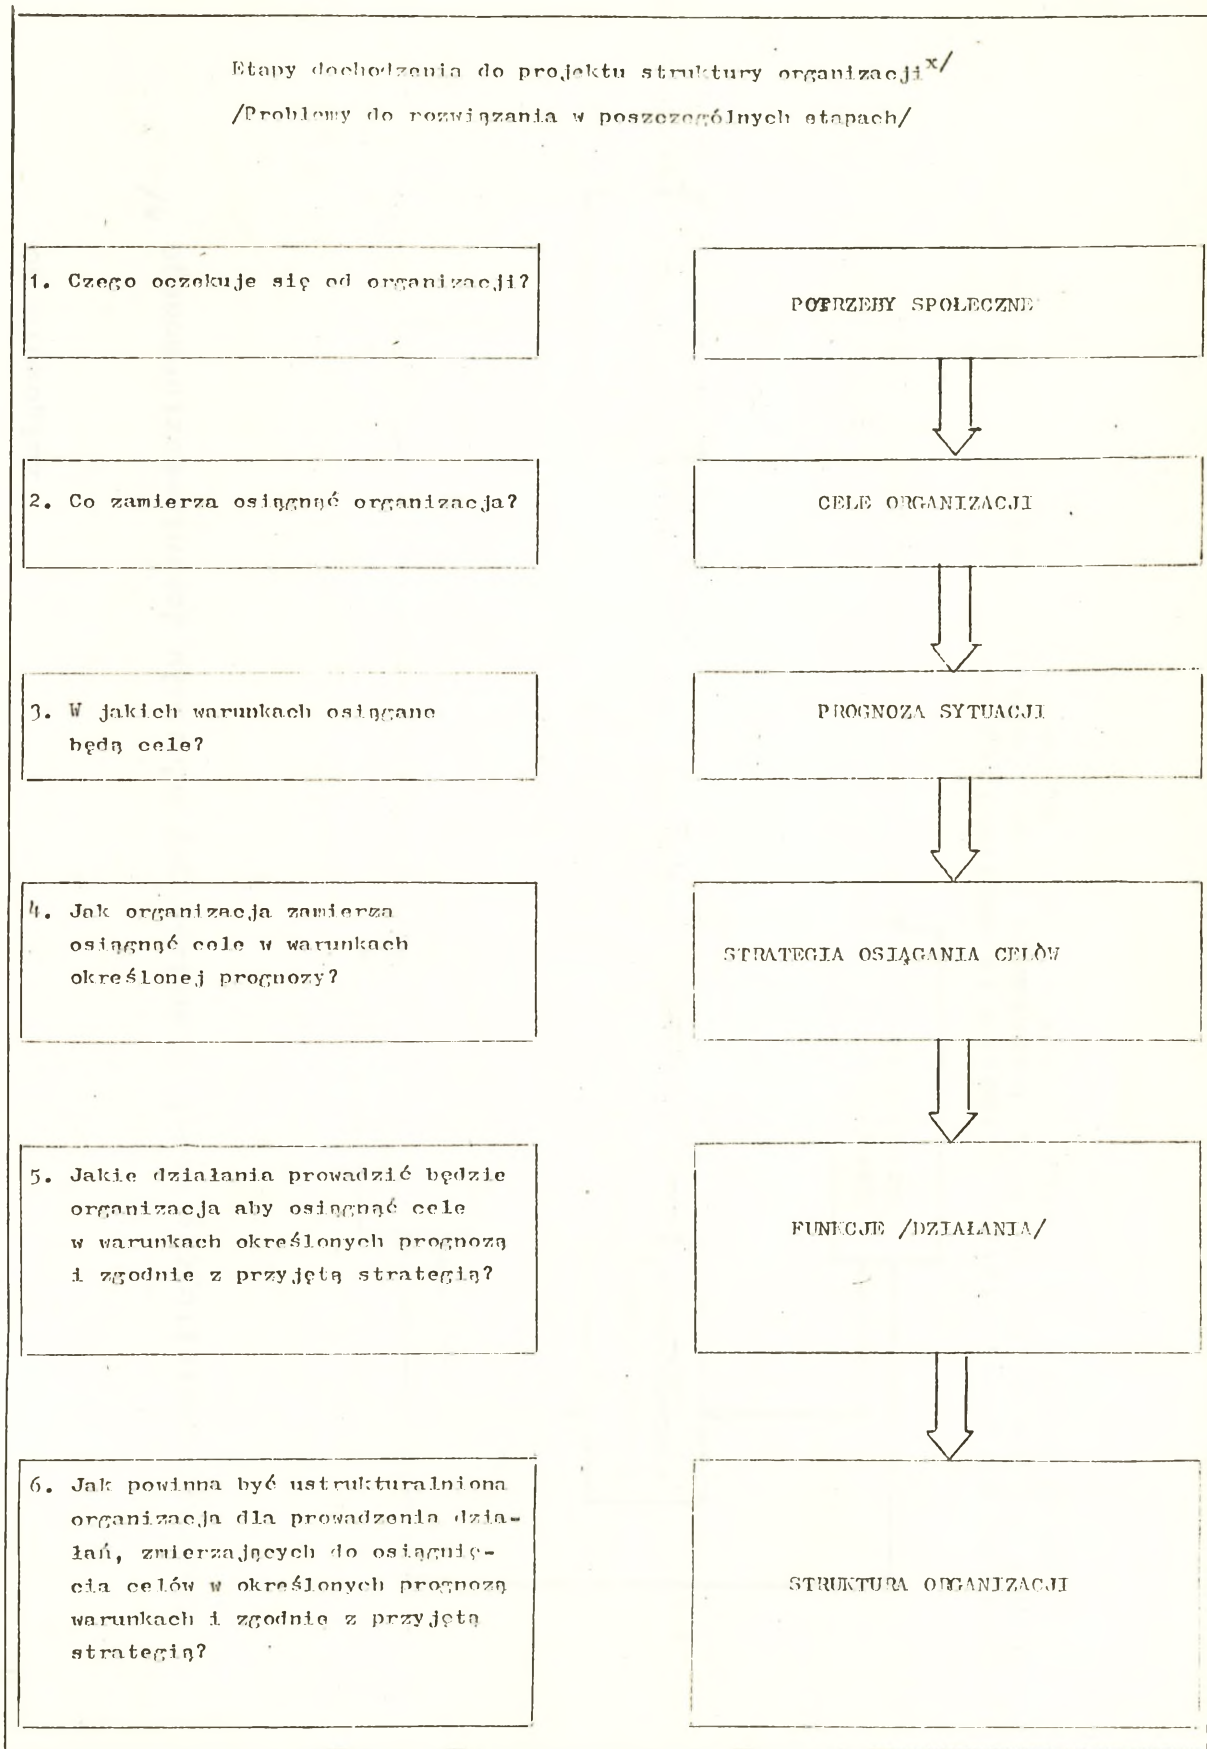 Etapy dochodzenia do projektu struktury organizacji x/
/Problemy do rozwiązania w poszczególnych etapach/
1. Czego oczekuje się od organizacji?
POTRZEBY SPOŁECZNE
2. Co zamierza osiągnąć organizacja?
CELE ORGANIZACJI
3. W jakich warunkach osiągane
będą cele?
PROGNOZA SYTUACJI
4. Jak organizacja zamierza
osiągnąć cele w warunkach
określonej prognozy?
STRATEGIA OSIĄGANIA CELÓW
5. Jakie działania prowadzić będzie
organizacja aby osiągnąć cele
w warunkach określonych prognozą
i zgodnie z przyjętą strategią?
FUNKCJE /DZIAŁANIA/
6. Jak powinna być ustrukturalniona
organizacja dla prowadzenia dzia-
łań, zmierzających do osiągnię-
cia celów w określonych prognozą
warunkach i zgodnie z przyjętą
strategią?
STRUKTURA ORGANIZACJI